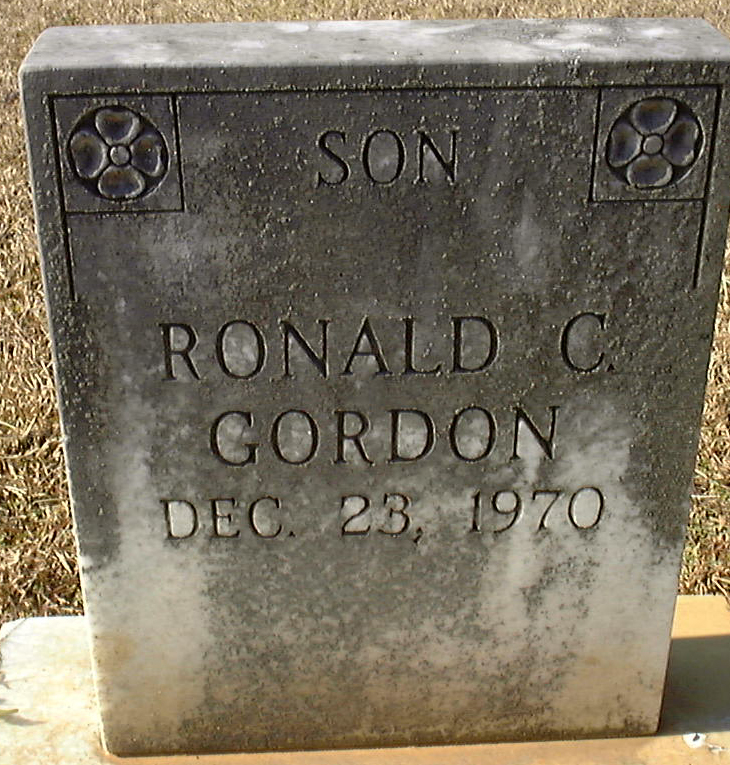 SON
RONALD C.
GORDON
DEC. 23, 1970